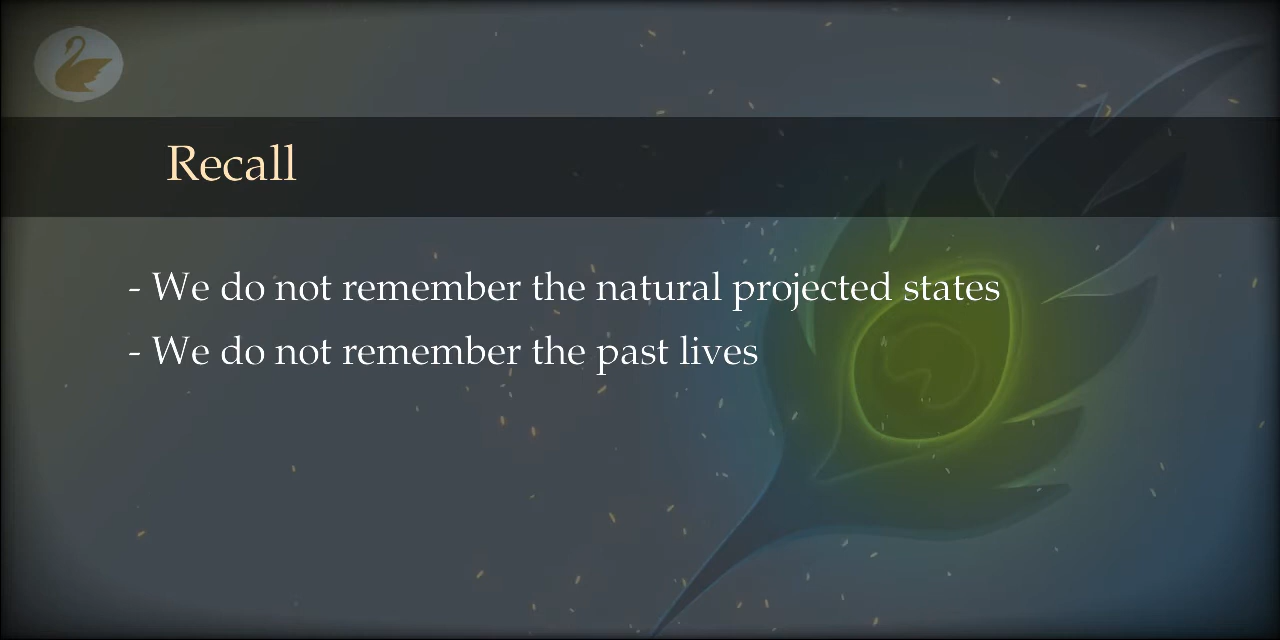 Recall
- We do not remember the natural projected states
- We do not remember the past lives